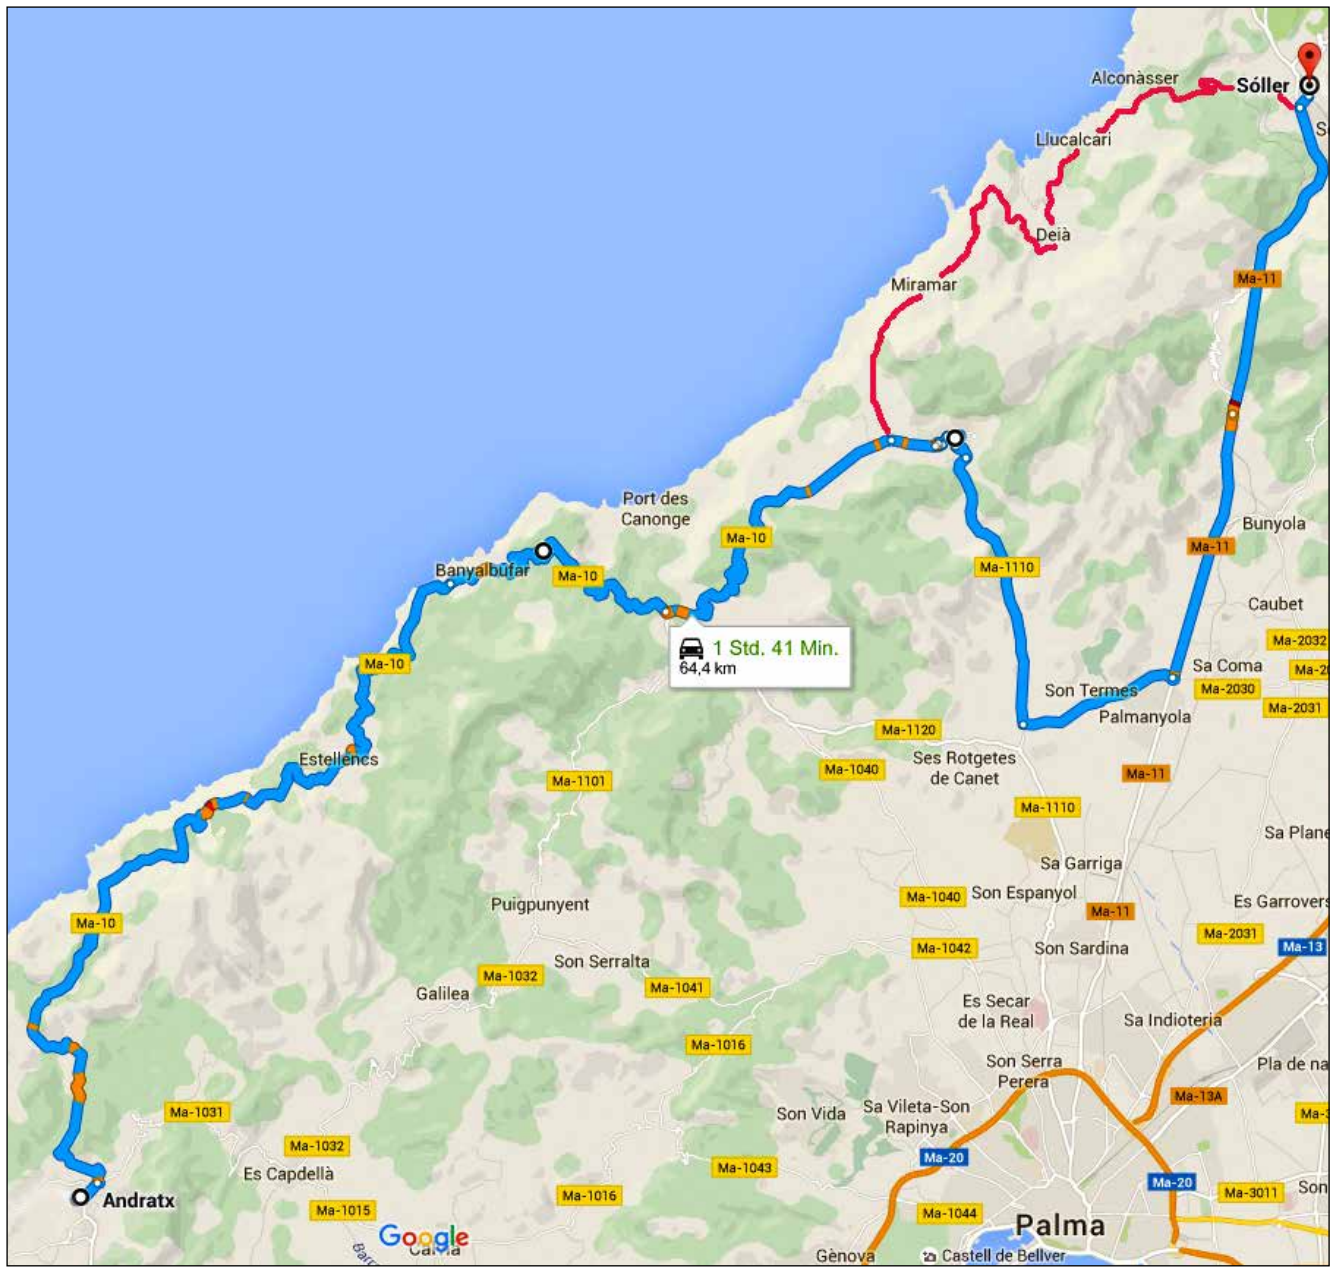 Alconàsser
Sóller
Llucalcari
Deià
Miramar
Ma-11
Port des
Canonge
Ma-10
Bunyola
Ma-11
Banyalbufar
Ma-10
Ma-1110
Caubet
1 Std. 41 Min.
64,4 km
Ma-2032
Ma-10
Sa Coma
Ma-2030
Ma-2031
Son Termes
Palmanyola
Ma-1120
Estellencs
Ma-1101
Ma-1040
Ses Rotgetes
de Canet
Ma-11
Ma-1110
Sa Plane
Sa Garriga
Puigpunyent
Ma-1040
Son Espanyol
Ma-11
Es Garrovers
Ma-10
Ma-2031
Ma-13
Ma-1042
Son Sardina
Son Serralta
Ma-1032
Ma-1041
Galilea
Es Secar
de la Real
Sa Indioteria
Ma-1016
Son Serra
Perera
Pla de na
Ma-13A
Ma-1031
Son Vida
Sa Vileta-Son
Rapinya
Ma-1032
Ma-20
Es Capdellà
Ma-1043
Ma-20
Andratx
Ma-1016
Ma-3011
Son
Ma-1015
Ma-1044
Google
Palma
Gènova
Castell de Bellver